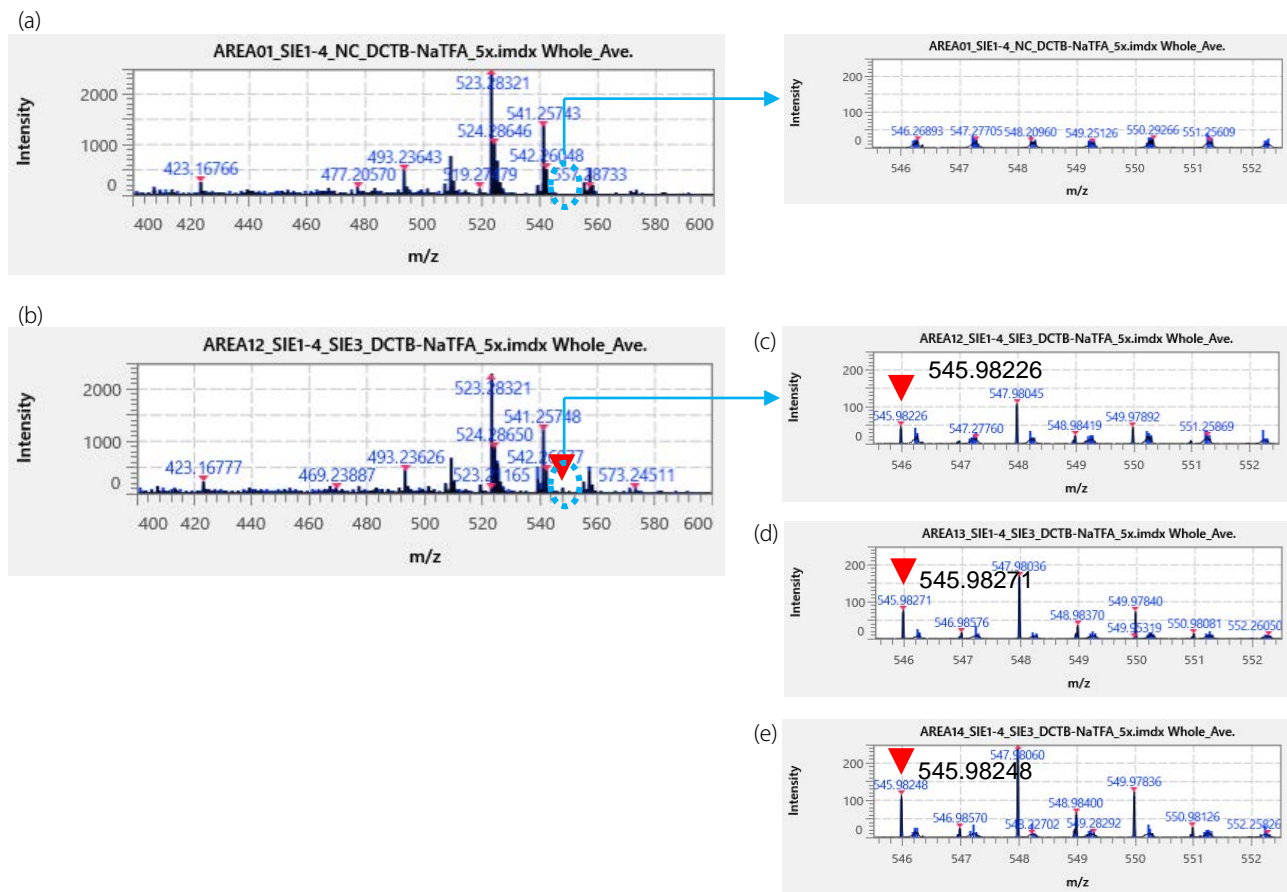 (a)
AREA01_SIE1-4_NC_DCTB-NaTFA_5x.imdx Whole_Ave.
Intensity
2000
1000
0
523.28321
541.25743
524.28646
542.26048
493.23643
423.16766
477.20570
519.27479
400 420 440 460 480 500 520 540 560 580 600
m/z
AREA01_SIE1-4_NC_DCTB-NaTFA_5x.imdx Whole_Ave.
Intensity
200
100
0
546.26893 547.27705 548.20960 549.25126 550.29266 551.25609
546 547 548 549 550 551 552
m/z
(b)
AREA12_SIE1-4_SIE3_DCTB-NaTFA_5x.imdx Whole_Ave.
Intensity
2000
1000
0
523.28321
541.25748
524.28650
493.23626
423.16777
469.23887
573.24511
400 420 440 460 480 500 520 540 560 580 600
m/z
(c)
AREA12_SIE1-4_SIE3_DCTB-NaTFA_5x.imdx Whole_Ave.
545.98226
Intensity
200
100
0
545.98226
547.27760
547.98045
548.98419
549.97892
551.25869
546 547 548 549 550 551 552
m/z
(d)
AREA13_SIE1-4_SIE3_DCTB-NaTFA_5x.imdx Whole_Ave.
545.98271
Intensity
200
100
0
545.98271
546.98576
547.98036
548.98370
549.97840
549.95319
550.98081
552.26050
546 547 548 549 550 551 552
m/z
(e)
AREA14_SIE1-4_SIE3_DCTB-NaTFA_5x.imdx Whole_Ave.
545.98248
Intensity
200
100
0
545.98248
546.98570
547.98060
548.98400
549.28292
549.97836
550.98126
546 547 548 549 550 551 552
m/z